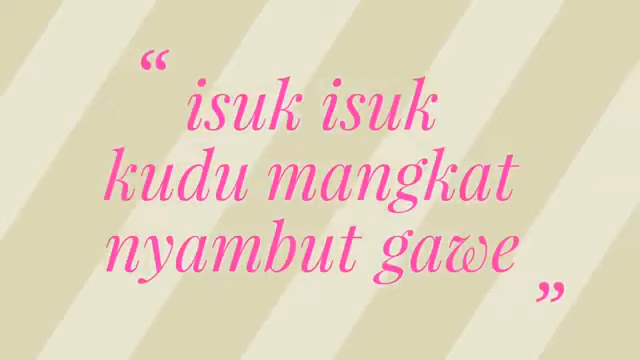 “ isuk isuk
kudu mangkat
nyambut gawe ”